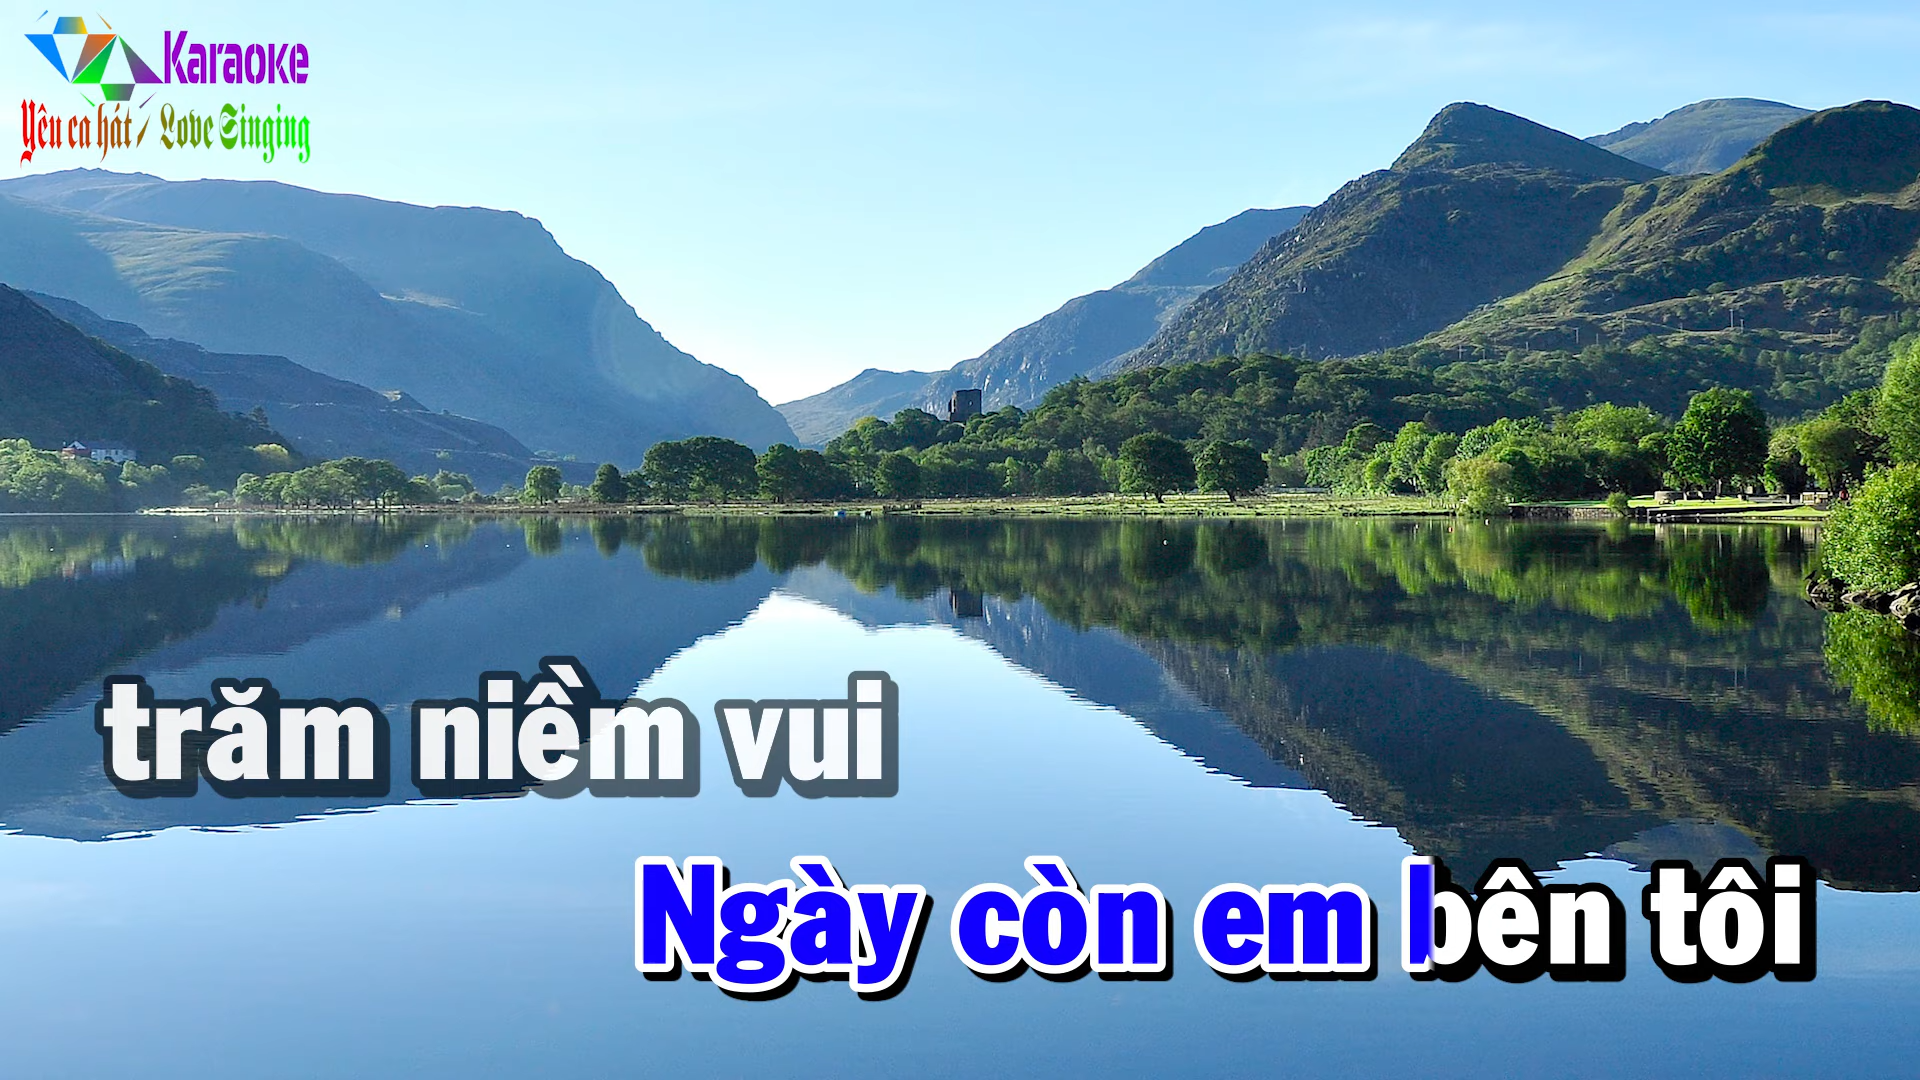 Karaoke
Yêu ca hát / Love Singing
trăm niềm vui
Ngày còn em bên tôi